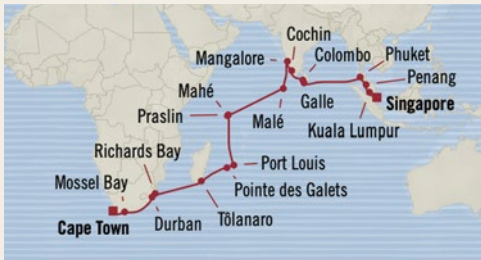 Cochin
Mangalore
Colombo
Phuket
Penang
Mahé
Galle
Singapore
Praslin
Malé
Kuala Lumpur
Richards Bay
Port Louis
Mossel Bay
Pointe des Galets
Cape Town
Durban
Tôlanaro